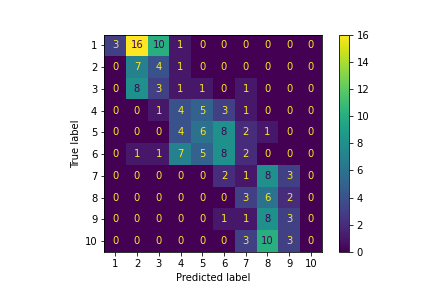 1 3 16 10 1 0 0 0 0 0 0
2 0 7 4 1 0 0 0 0 0 0
3 0 8 3 1 1 0 1 0 0 0
4 0 0 1 4 5 3 1 0 0 0
5 0 0 0 4 6 8 2 1 0 0
6 0 1 1 7 5 8 2 0 0 0
7 0 0 0 0 0 2 1 8 3 0
8 0 0 0 0 0 0 3 6 2 0
9 0 0 0 0 0 1 1 8 3 0
10 0 0 0 0 0 0 3 10 3 0
1 2 3 4 5 6 7 8 9 10
Predicted label
True label
16
14
12
10
8
6
4
2
0